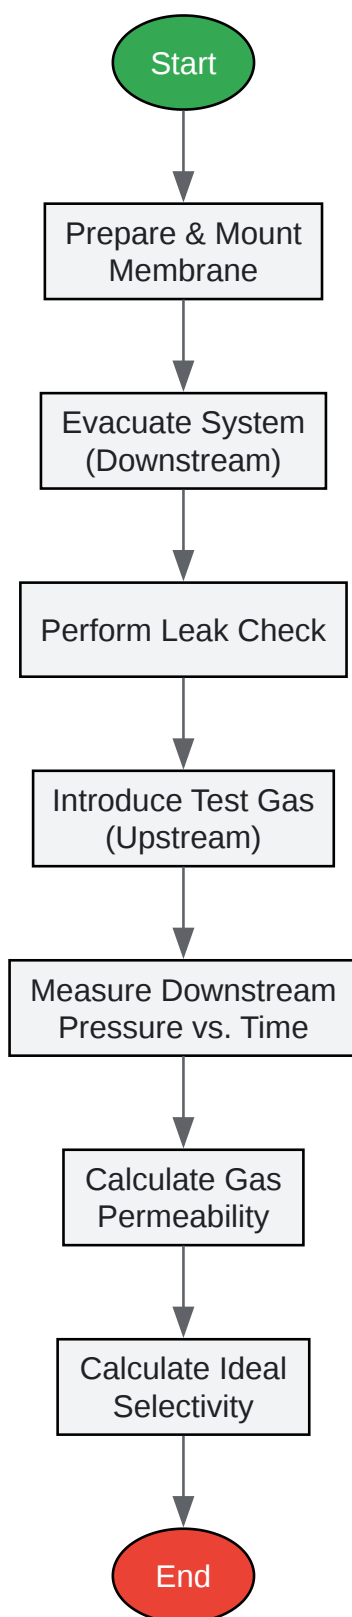 Start
Prepare & Mount
Membrane
Evacuate System
(Downstream)
Perform Leak Check
Introduce Test Gas
(Upstream)
Measure Downstream
Pressure vs. Time
Calculate Gas
Permeability
Calculate Ideal
Selectivity
End